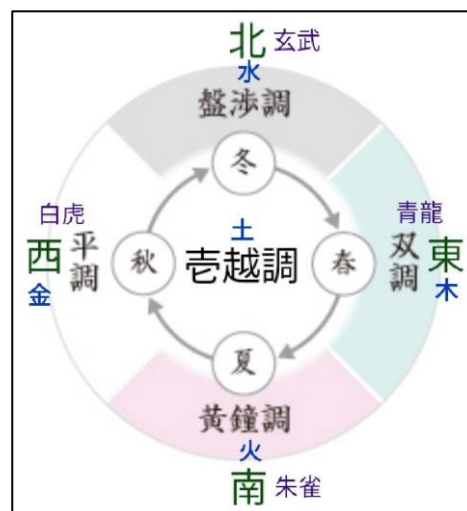 北 玄武
水
盤渉調
冬
白虎
西
金
平調
秋
土
壱越調
春
青龍
双調
東
木
夏
黄鐘調
火
南 朱雀